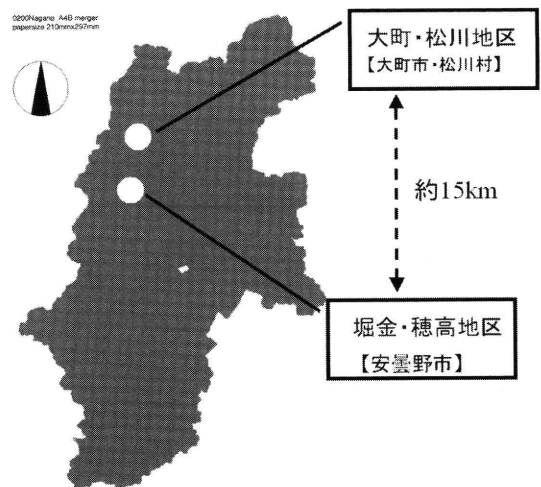 0200Nagano A4B merger
papersize 210mmx297mm
大町・松川地区
【大町市・松川村】
約15km
堀金・穂高地区
【安曇野市】